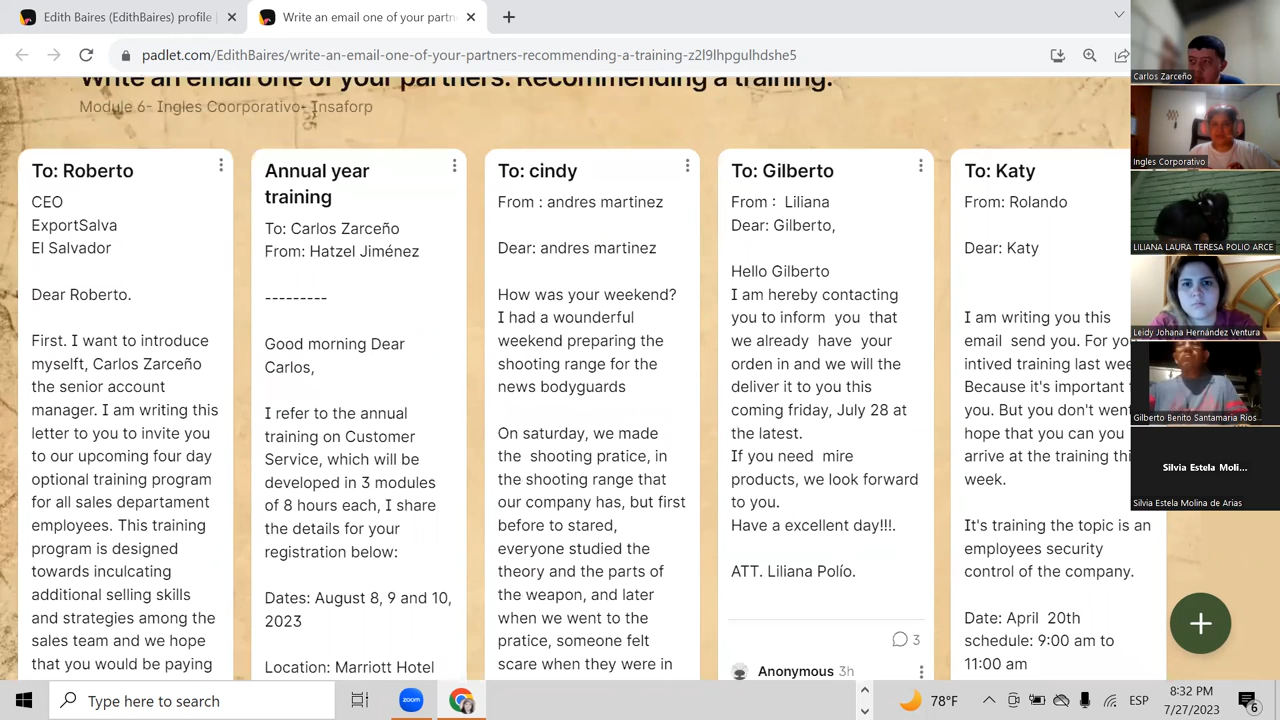 Edith Baires (EdithBaires) profile |
Write an email one of your partn
padlet.com/EdithBaires/write-an-email-one-of-your-partners-recommending-a-training-z2l9lhpgulhdshe5
Write an email one of your partners. Recommending a training.
Module 6- Ingles Coorporativo- Insaforp
To: Roberto
CEO
ExportSalva
El Salvador
Dear Roberto.
First. I want to introduce
myselft, Carlos Zarceño
the senior account
manager. I am writing this
letter to you to invite you
to our upcoming four day
optional training program
for all sales departament
employees. This training
program is designed
towards inculcating
additional selling skills
and strategies among the
sales team and we hope
that you would be paying
Annual year
training
To: Carlos Zarceño
From: Hatzel Jiménez
---------
Good morning Dear
Carlos,
I refer to the annual
training on Customer
Service, which will be
developed in 3 modules
of 8 hours each, I share
the details for your
registration below:
Dates: August 8, 9 and 10,
2023
Location: Marriott Hotel
To: cindy
From : andres martinez
Dear: andres martinez
How was your weekend?
I had a wounderful
weekend preparing the
shooting range for the
news bodyguards
On saturday, we made
the shooting pratice, in
the shooting range that
our company has, but first
before to stared,
everyone studied the
theory and the parts of
the weapon, and later
when we went to the
pratice, someone felt
scare when they were in
To: Gilberto
From : Liliana
Dear: Gilberto,
Hello Gilberto
I am hereby contacting
you to inform you that
we already have your
orden in and we will the
deliver it to you this
coming friday, July 28 at
the latest.
If you need mire
products, we look forward
to you.
Have a excellent day!!!.
ATT. Liliana Polío.
3
Anonymous 3h
To: Katy
From: Rolando
Dear: Katy
I am writing you this
email send you. For yo
intived training last wee
Because it's important
you. But you don't went
hope that you can you
arrive at the training thi
week.
It's training the topic is an
employees security
control of the company.
Date: April 20th
schedule: 9:00 am to
11:00 am
Carlos Zarceño
Ingles Corporativo
LILIANA LAURA TERESA POLIO ARCE
Leidy Johana Hernández Ventura
Gilberto Benito Santamaria Rios
Silvia Estela Moli...
Silvia Estela Molina de Arias
Type here to search
zoom
78°F
ESP
8:32 PM
7/27/2023
6